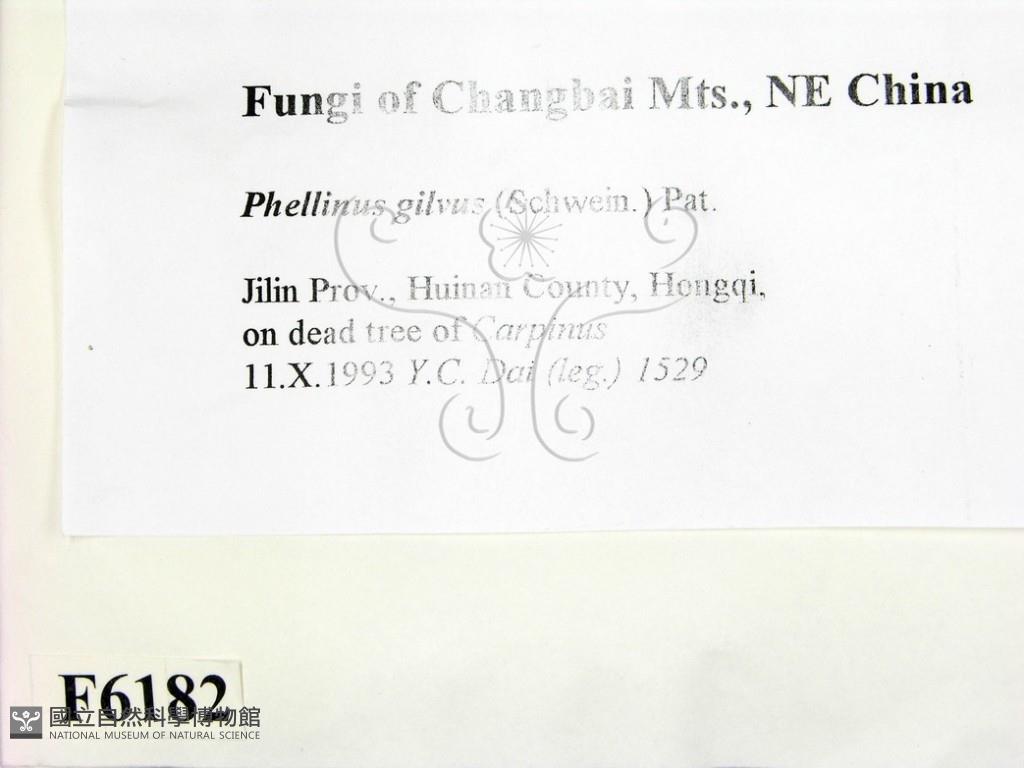 Fungi of Changbai Mts., NE China
Phellinus gilvus (Schwein.) Pat.
Jilin Prov., Huinan County, Hongqi,
on dead tree of Carpinus
11.X.1993 Y.C. Dai (leg.) 1529
F6182
國立自然科學博物館
NATIONAL MUSEUM OF NATURAL SCIENCE